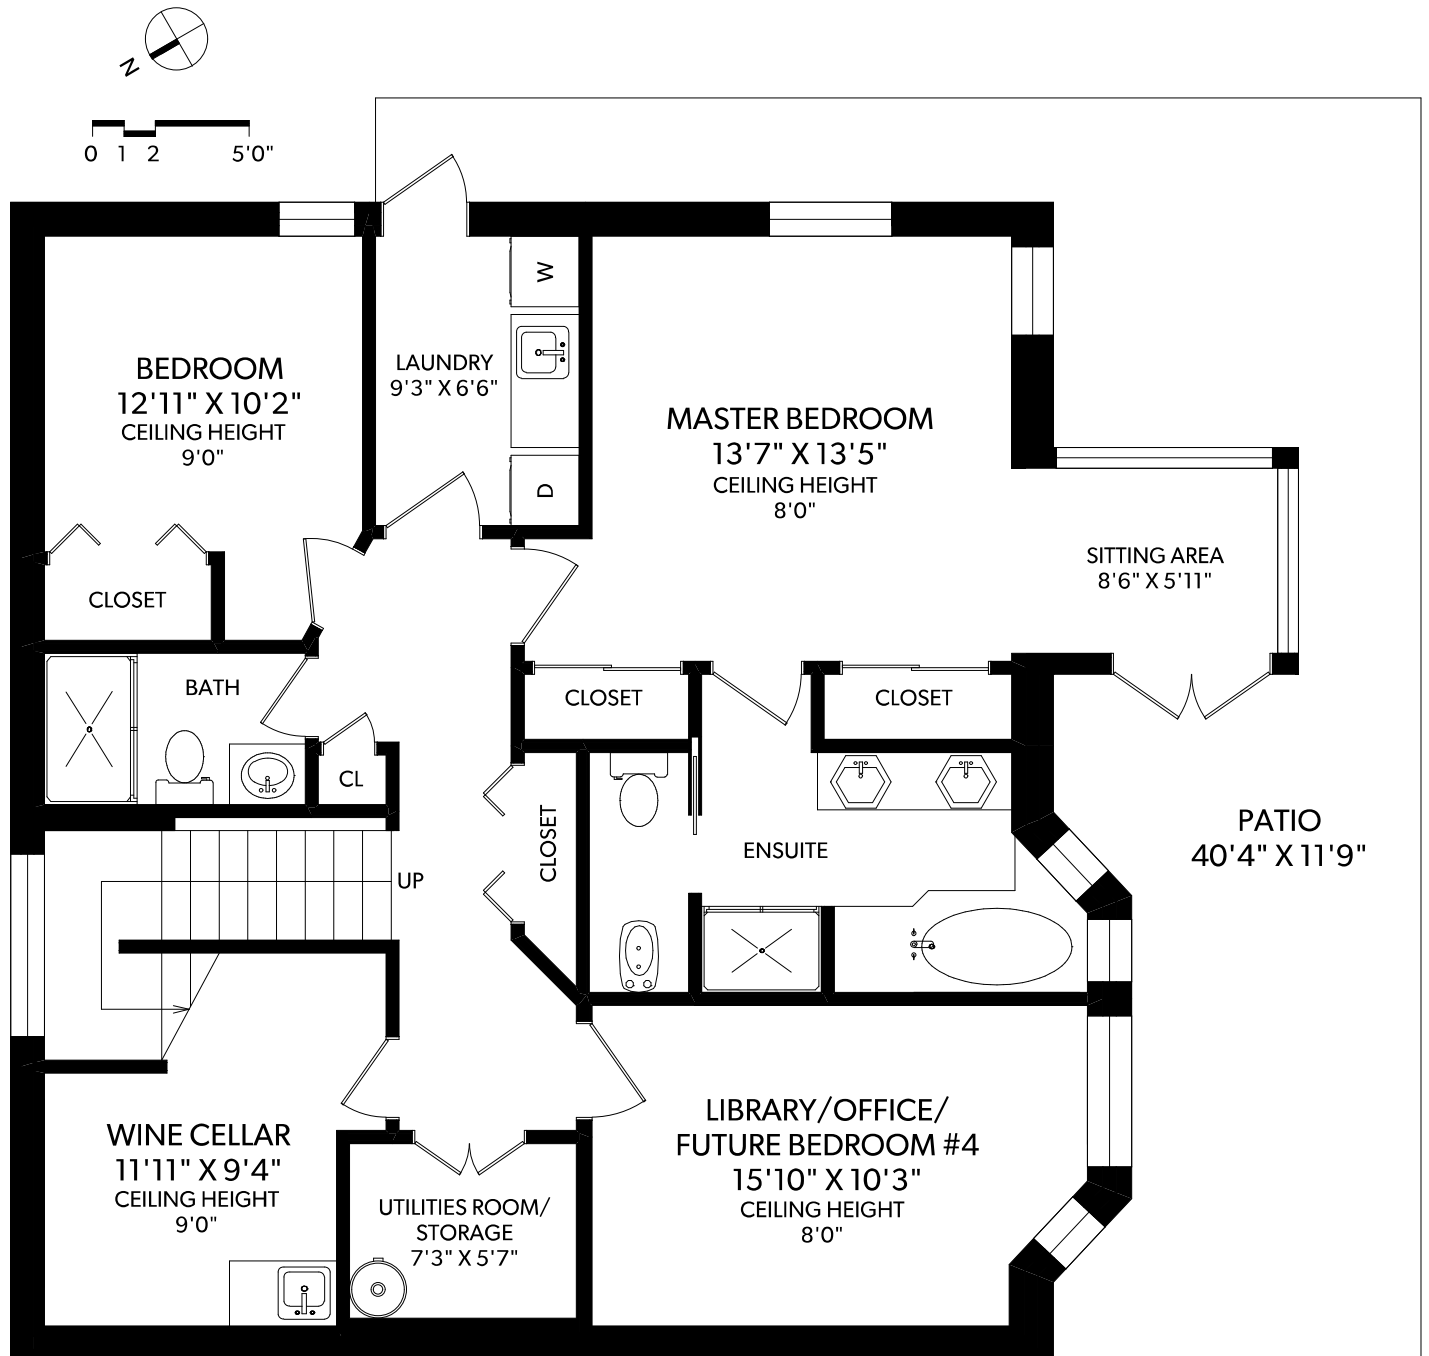 N
0 1 2 5'0"
BEDROOM
12'11" X 10'2"
CEILING HEIGHT
9'0"
CLOSET
LAUNDRY
9'3" X 6'6"
W
D
MASTER BEDROOM
13'7" X 13'5"
CEILING HEIGHT
8'0"
SITTING AREA
8'6" X 5'11"
BATH
CL
CLOSET
CLOSET
CLOSET
UP
ENSUITE
PATIO
40'4" X 11'9"
WINE CELLAR
11'11" X 9'4"
CEILING HEIGHT
9'0"
UTILITIES ROOM/
STORAGE
7'3" X 5'7"
LIBRARY/OFFICE/
FUTURE BEDROOM #4
15'10" X 10'3"
CEILING HEIGHT
8'0"